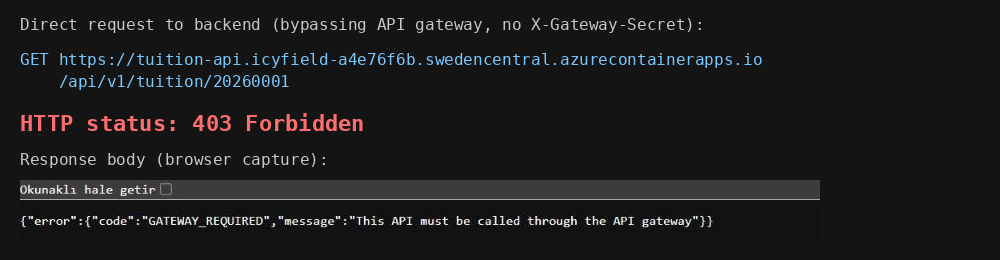 Direct request to backend (bypassing API gateway, no X-Gateway-Secret):
GET https://tuition-api.icyfield-a4e76f6b.swedencentral.azurecontainerapps.io
/api/v1/tuition/20260001
HTTP status: 403 Forbidden
Response body (browser capture):
Okunaklı hale getir
{"error":{"code":"GATEWAY_REQUIRED","message":"This API must be called through the API gateway"}}